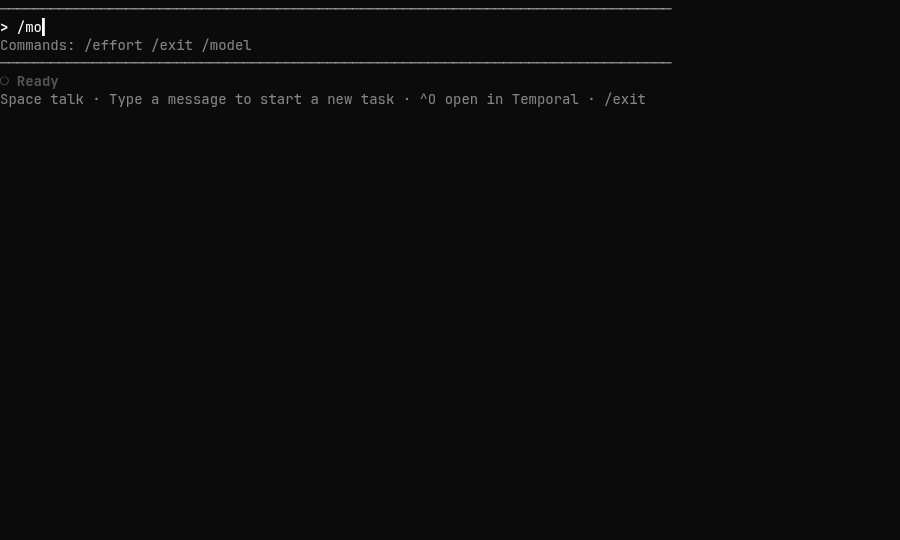 > /mo
Commands: /effort /exit /model
○ Ready
Space talk · Type a message to start a new task · ^O open in Temporal · /exit